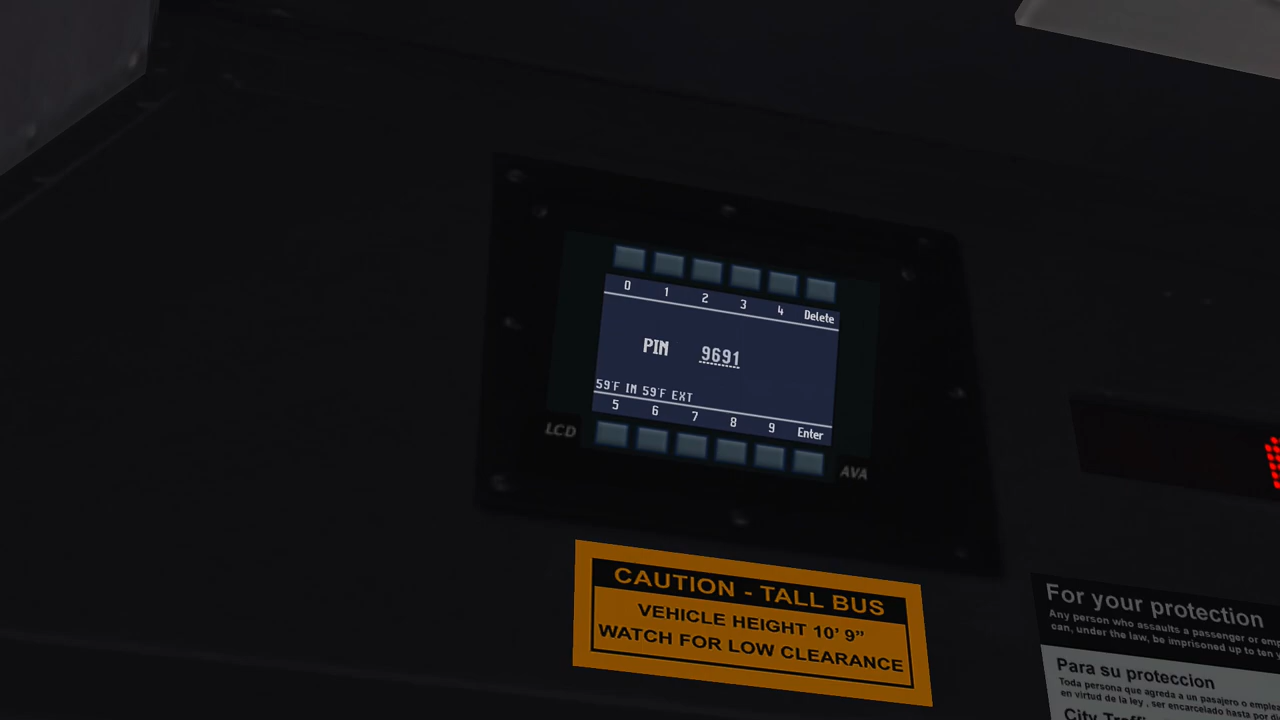 0 1 2 3 4 Delete
PIN 9691
59°F IN 59°F EXT
5 6 7 8 9 Enter
LCD
AVA
CAUTION - TALL BUS
VEHICLE HEIGHT 10' 9”
WATCH FOR LOW CLEARANCE
For your protection
Any person who assaults a passenger or
can, under the law, be imprisoned up to ten
Para su proteccion
Toda persona que agreda a un pasajero o
en virtud de la ley , ser encarcelado hasta por
City